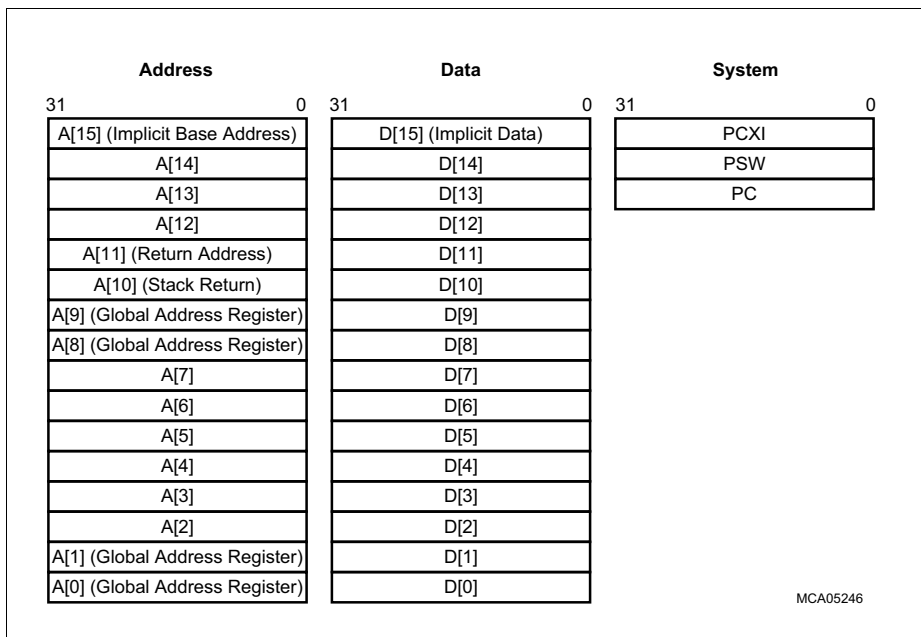 Address Data System
31 0 31 0 31 0
A[15] (Implicit Base Address) D[15] (Implicit Data) PCXI
A[14] D[14] PSW
A[13] D[13] PC
A[12] D[12]
A[11] (Return Address) D[11]
A[10] (Stack Return) D[10]
A[9] (Global Address Register) D[9]
A[8] (Global Address Register) D[8]
A[7] D[7]
A[6] D[6]
A[5] D[5]
A[4] D[4]
A[3] D[3]
A[2] D[2]
A[1] (Global Address Register) D[1]
A[0] (Global Address Register) D[0]
MCA05246